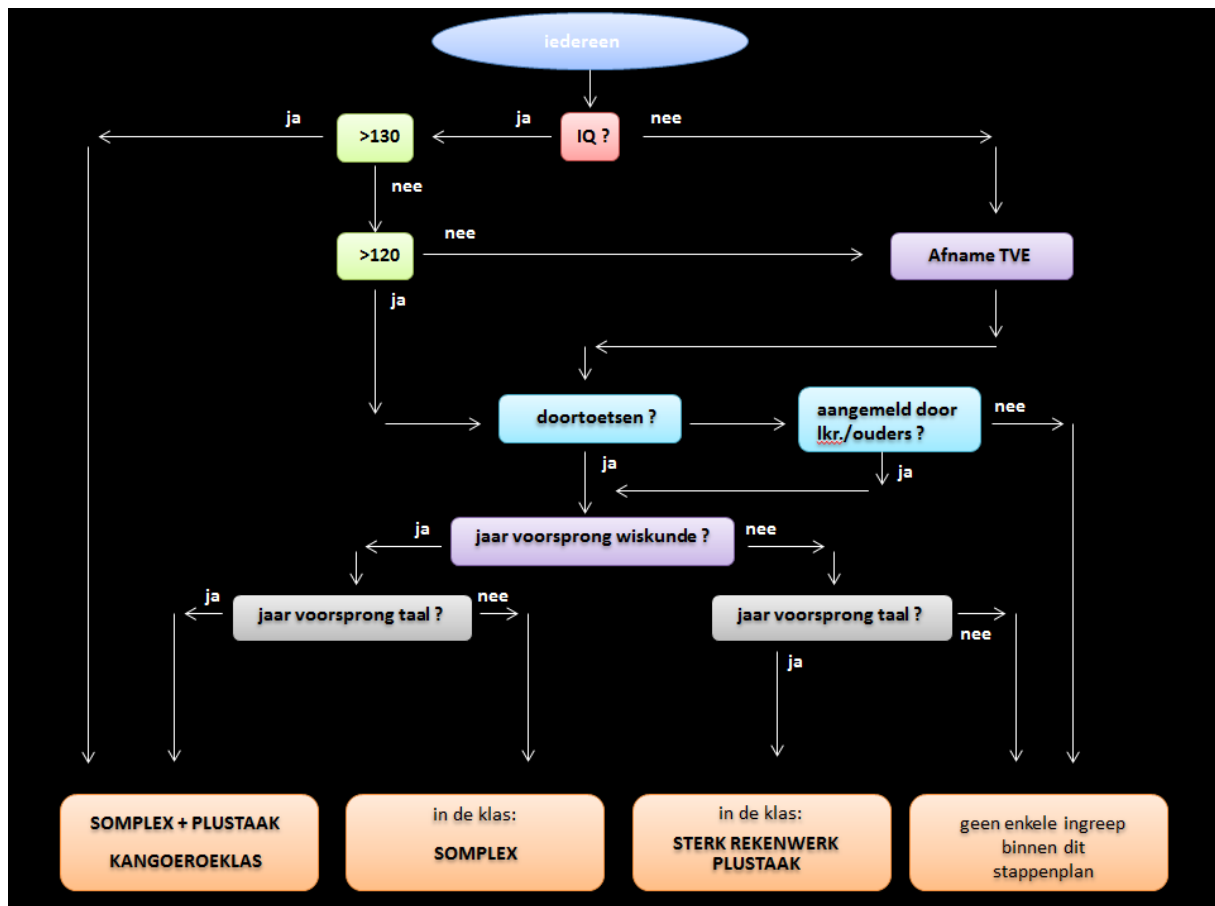 iedereen
ja
>130
ja
IQ ?
nee
nee
>120
nee
Afname TVE
ja
doortoetsen ?
aangemeld door
lkr./ouders ?
nee
ja
ja
ja
jaar voorsprong wiskunde ?
nee
ja
jaar voorsprong taal ?
nee
jaar voorsprong taal ?
nee
ja
SOMPLEX + PLUSTAAK
KANGOEROEKLAS
in de klas:
SOMPLEX
in de klas:
STERK REKENWERK
PLUSTAAK
geen enkele ingreep
binnen dit
stappenplan